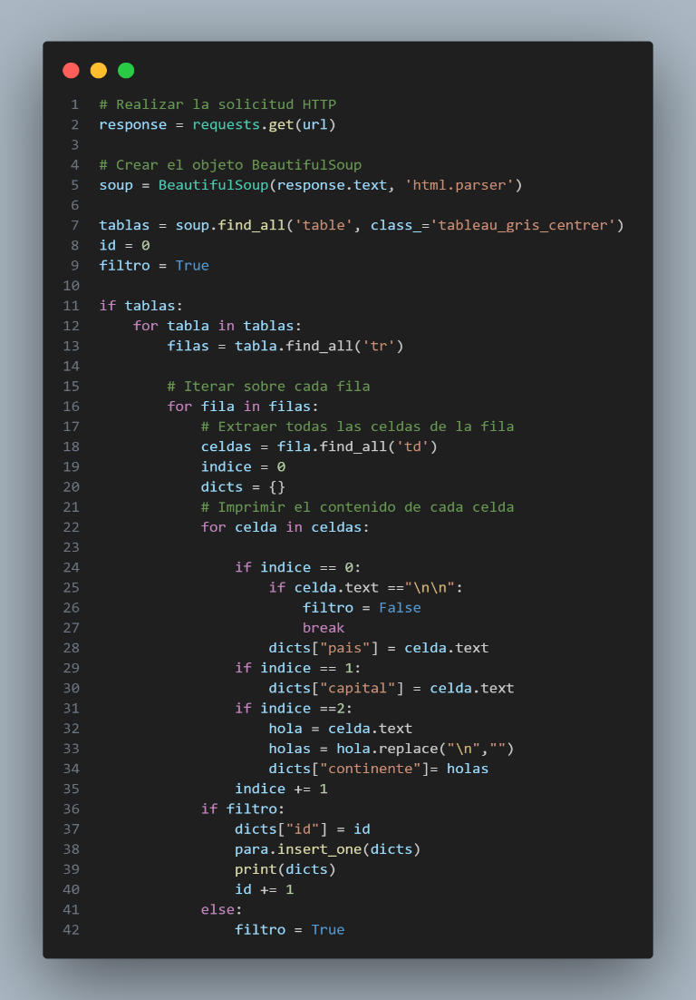 1 # Realizar la solicitud HTTP
2 response = requests.get(url)
3
4 # Crear el objeto BeautifulSoup
5 soup = BeautifulSoup(response.text, 'html.parser')
6
7 tablas = soup.find_all('table', class_='tableau_gris_centrer')
8 id = 0
9 filtro = True
10
11 if tablas:
12     for tabla in tablas:
13         filas = tabla.find_all('tr')
14
15         # Iterar sobre cada fila
16         for fila in filas:
17             # Extraer todas las celdas de la fila
18             celdas = fila.find_all('td')
19             indice = 0
20             dicts = {}
21             # Imprimir el contenido de cada celda
22             for celda in celdas:
23
24                 if indice == 0:
25                     if celda.text =="\n\n":
26                         filtro = False
27                         break
28                     dicts["pais"] = celda.text
29                 if indice == 1:
30                     dicts["capital"] = celda.text
31                 if indice ==2:
32                     hola = celda.text
33                     holas = hola.replace("\n","")
34                     dicts["continente"]= holas
35                 indice += 1
36             if filtro:
37                 dicts["id"] = id
38                 para.insert_one(dicts)
39                 print(dicts)
40                 id += 1
41             else:
42                 filtro = True